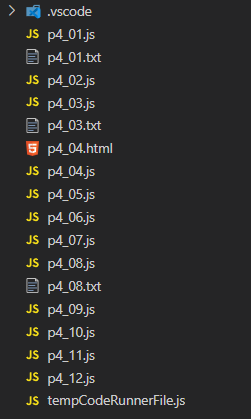 .vscode
JS p4_01.js
p4_01.txt
JS p4_02.js
JS p4_03.js
p4_03.txt
5 p4_04.html
JS p4_04.js
JS p4_05.js
JS p4_06.js
JS p4_07.js
JS p4_08.js
p4_08.txt
JS p4_09.js
JS p4_10.js
JS p4_11.js
JS p4_12.js
JS tempCodeRunnerFile.js